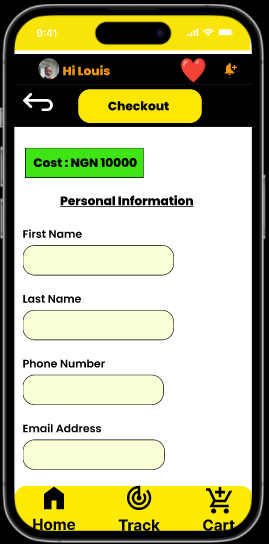 9:41
Hi Louis
Checkout
Cost : NGN 10000
Personal Information
First Name
Last Name
Phone Number
Email Address
Home Track Cart